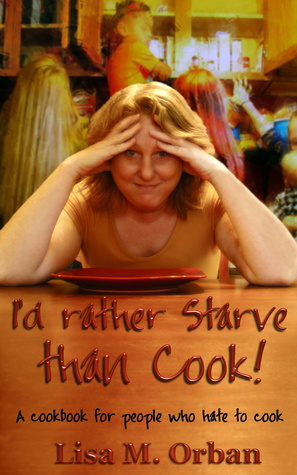 I'd rather Starve
than Cook!
A cookbook for people who hate to cook
Lisa M. Orban